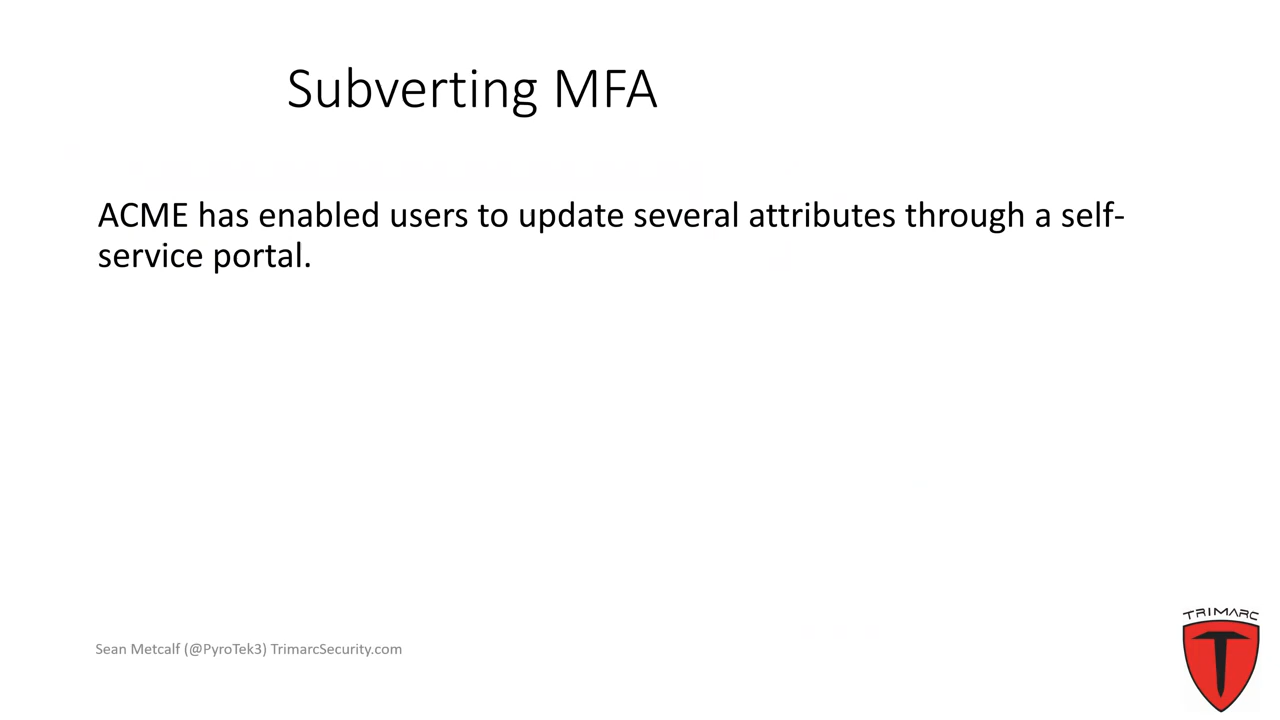 Subverting MFA
ACME has enabled users to update several attributes through a self-
service portal.
Sean Metcalf (@PyroTek3) TrimarcSecurity.com
TRIMARC